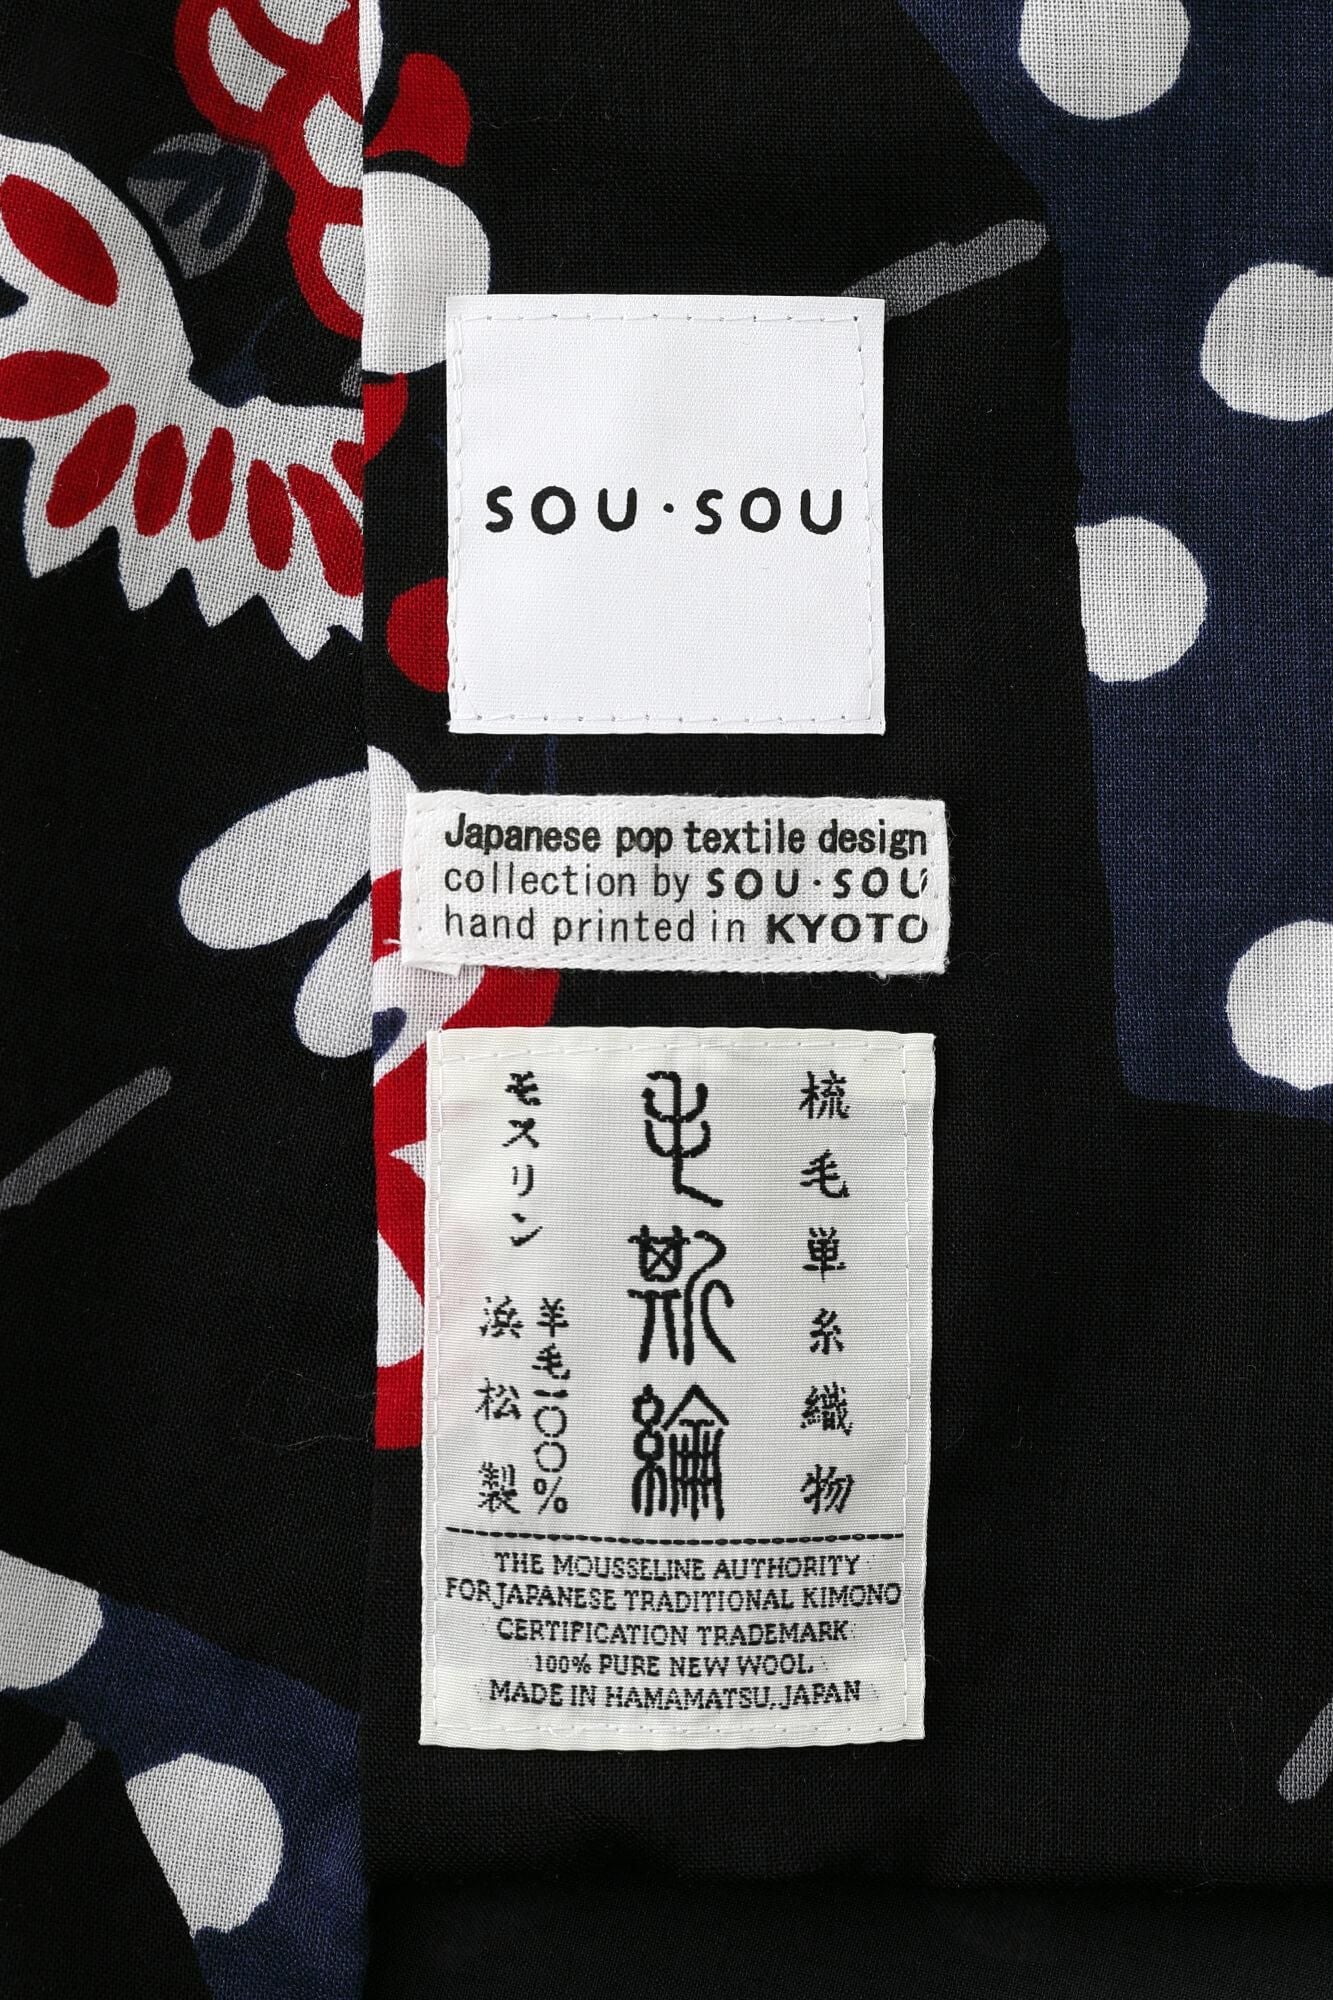 SOU・SOU
Japanese pop textile design
collection by SOU・SOU
hand printed in KYOTO
梳毛単糸織物
毛斯綸
モスリン
羊毛一〇〇%
浜松製
THE MOUSSELINE AUTHORITY
FOR JAPANESE TRADITIONAL KIMONO
CERTIFICATION TRADEMARK
100% PURE NEW WOOL.
MADE IN HAMAMATSU, JAPAN